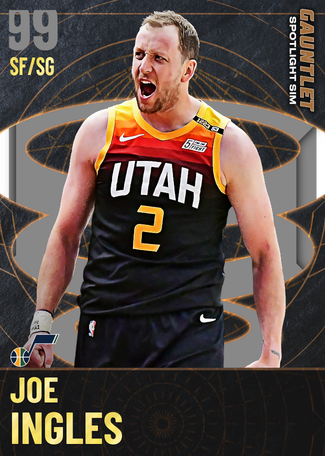 99
SF/SG
GAUNTLET
SPOTLIGHT SIM
UTAH
2
JOE
INGLES